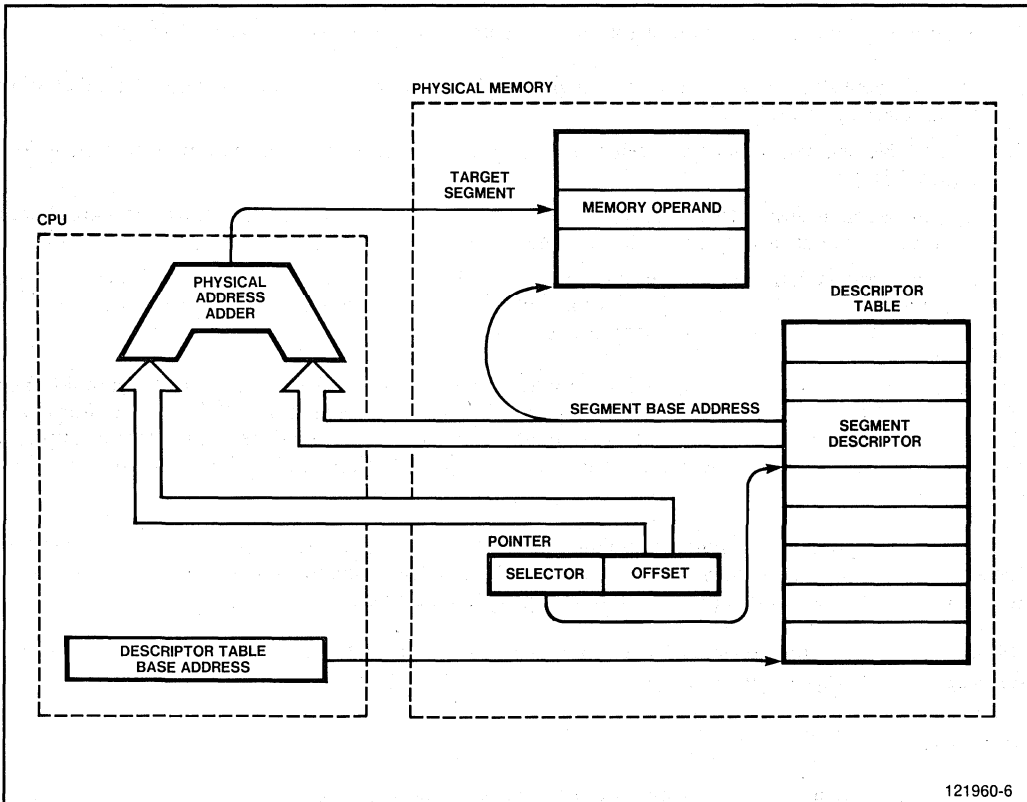 PHYSICAL MEMORY
TARGET
SEGMENT
MEMORY OPERAND
CPU
PHYSICAL
ADDRESS
ADDER
DESCRIPTOR
TABLE
SEGMENT BASE ADDRESS
SEGMENT
DESCRIPTOR
POINTER
SELECTOR
OFFSET
DESCRIPTOR TABLE
BASE ADDRESS
121960-6